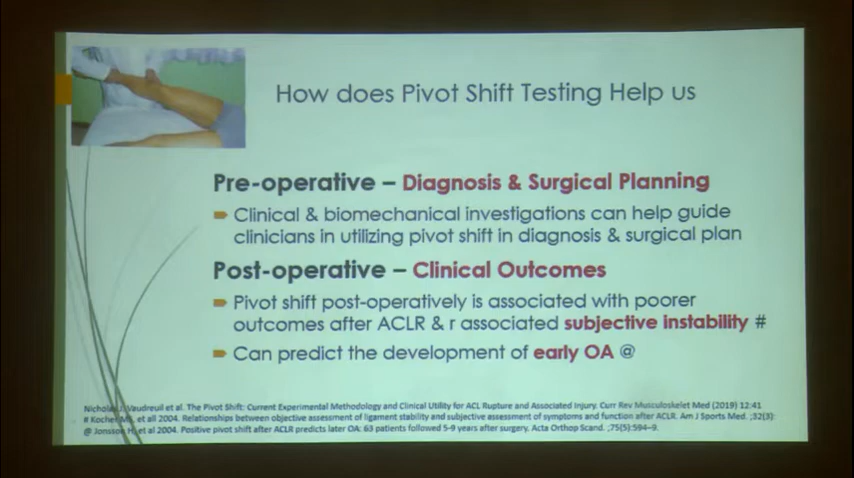 How does Pivot Shift Testing Help us
Pre-operative – Diagnosis & Surgical Planning
Clinical & biomechanical investigations can help guide
clinicians in utilizing pivot shift in diagnosis & surgical plan
Post-operative – Clinical Outcomes
Pivot shift post-operatively is associated with poorer
outcomes after ACLR & r associated subjective instability #
Can predict the development of early OA @
Nicholas J. Vaudreuil et al. The Pivot Shift: Current Experimental Methodology and Clinical Utility for ACL Rupture and Associated Injury. Curr Rev Musculoskelet Med (2019) 12:41
# Kocher MS, et all 2004. Relationships between objective assessment of ligament stability and subjective assessment of symptoms and function after ACLR. Am J Sports Med. ;32(3):
@ Jonsson H, et al 2004. Positive pivot shift after ACLR predicts later OA: 63 patients followed 5-9 years after surgery. Acta Orthop Scand. ;75(5):594-9.